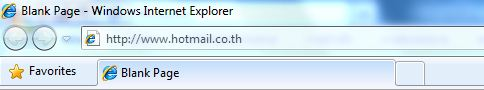 Blank Page - Windows Internet Explorer
http://www.hotmail.co.th
Favorites Blank Page